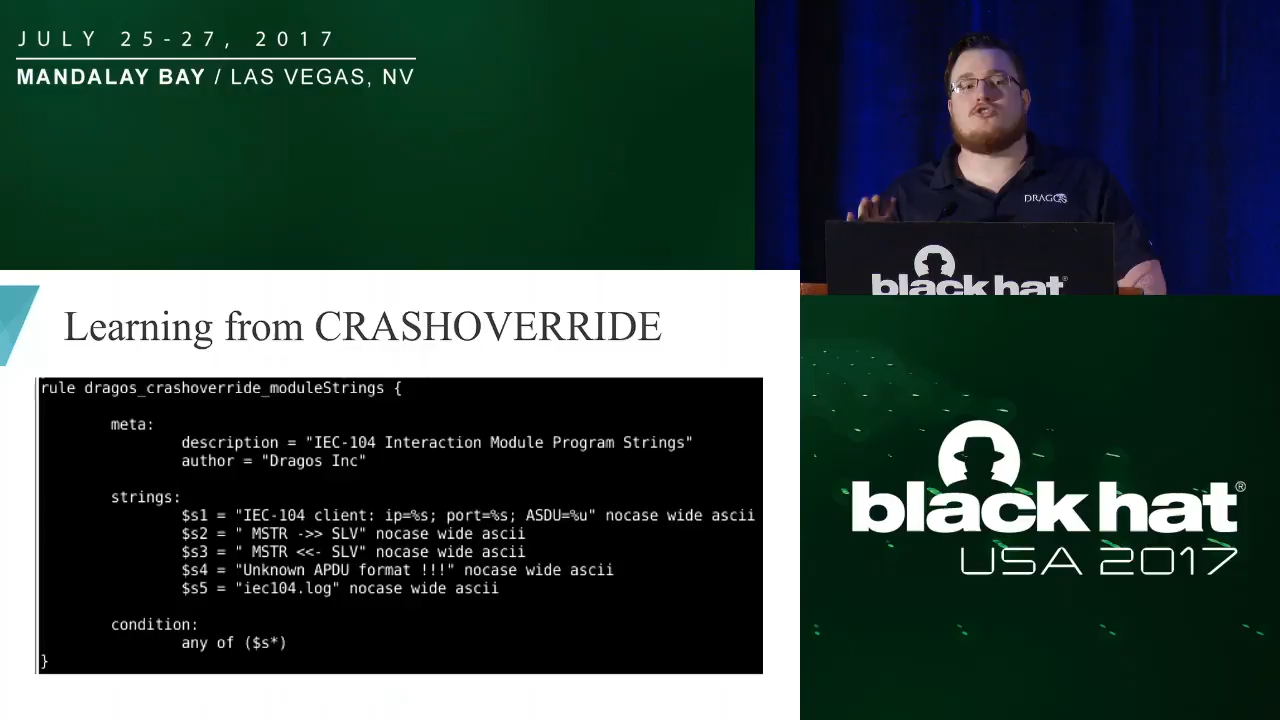 JULY 25-27, 2017
MANDALAY BAY / LAS VEGAS, NV
DRAGOS
black hat®
Learning from CRASHOVERRIDE
rule dragos_crashoverride_moduleStrings {
meta:
description = "IEC-104 Interaction Module Program Strings"
author = "Dragos Inc"
strings:
$s1 = "IEC-104 client: ip=%s; port=%s; ASDU=%u" nocase wide ascii
$s2 = " MSTR ->> SLV" nocase wide ascii
$s3 = " MSTR <<- SLV" nocase wide ascii
$s4 = "Unknown APDU format !!!" nocase wide ascii
$s5 = "iec104.log" nocase wide ascii
condition:
any of ($s*)
}
black hat®
USA 2017